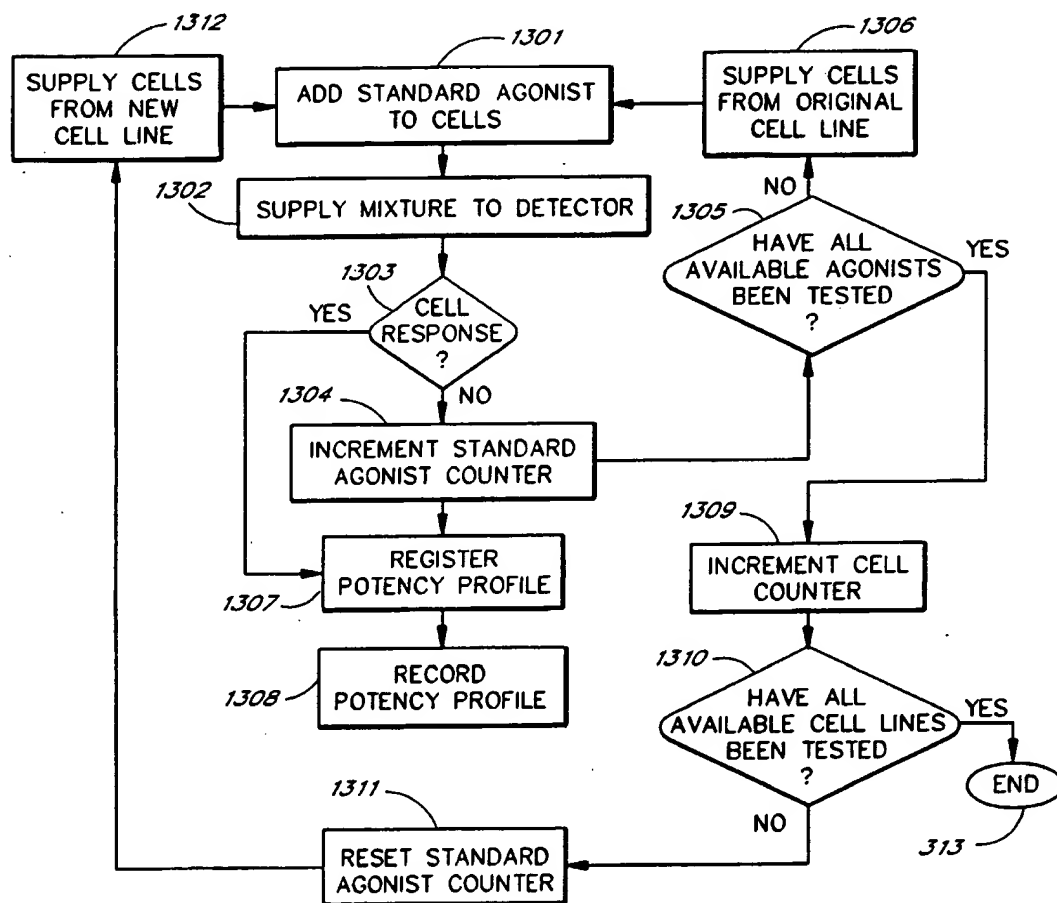 1312
SUPPLY CELLS
FROM NEW
CELL LINE
1301
ADD STANDARD AGONIST
TO CELLS
1306
SUPPLY CELLS
FROM ORIGINAL
CELL LINE
1302
SUPPLY MIXTURE TO DETECTOR
NO
1305
HAVE ALL
AVAILABLE AGONISTS
BEEN TESTED
?
YES
1303
YES
CELL
RESPONSE
?
NO
1304
INCREMENT STANDARD
AGONIST COUNTER
1309
INCREMENT CELL
COUNTER
REGISTER
POTENCY PROFILE
1307
RECORD
POTENCY PROFILE
1308
1310
HAVE ALL
AVAILABLE CELL LINES
BEEN TESTED
?
YES
END
313
NO
1311
RESET STANDARD
AGONIST COUNTER